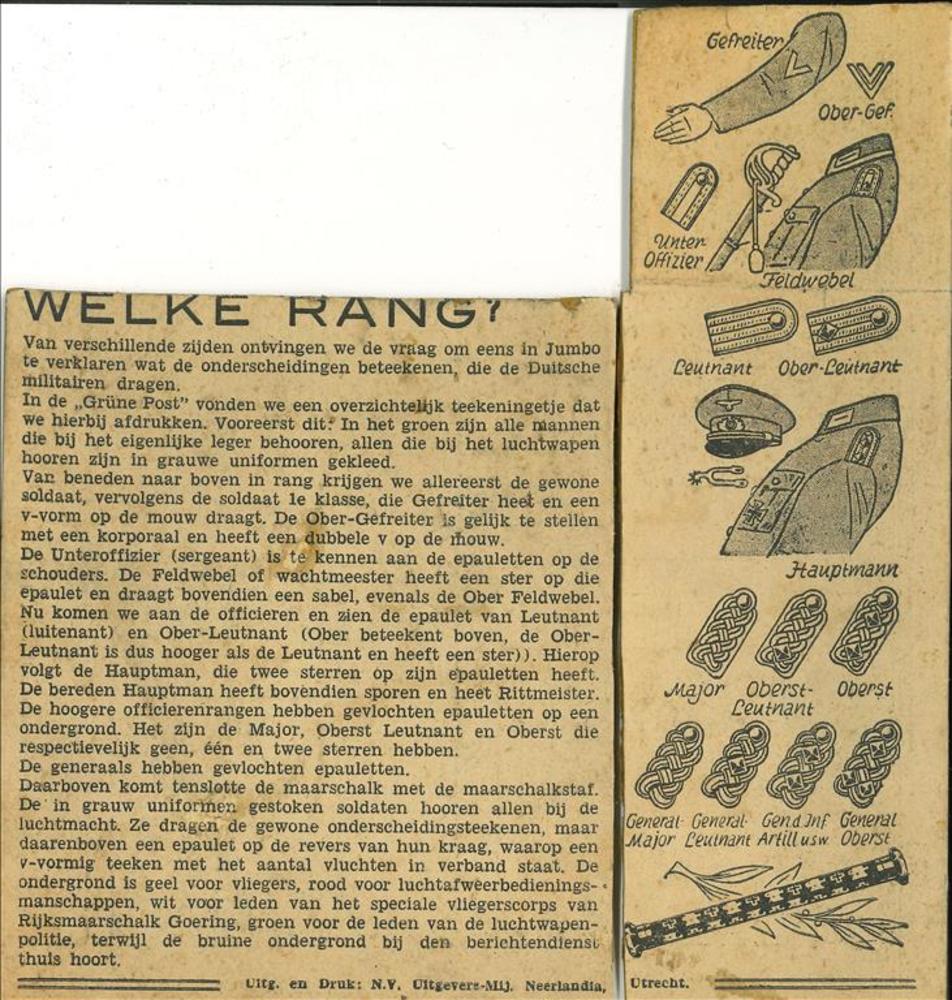 WELKE RANG?
Van verschillende zijden ontvingen we de vraag om eens in Jumbo
te verklaren wat de onderscheidingen beteekenen, die de Duitsche
militairen dragen.
In de „Grüne Post” vonden we een overzichtelijk teekeningetje dat
we hierbij afdrukken. Vooreerst dit: In het groen zijn alle mannen
die bij het eigenlijke leger behooren, allen die bij het luchtwapen
hooren zijn in grauwe uniformen gekleed.
Van beneden naar boven in rang krijgen we allereerst de gewone
soldaat, vervolgens de soldaat 1e klasse, die Gefreiter heet en een
v-vorm op de mouw draagt. De Ober-Gefreiter is gelijk te stellen
met een korporaal en heeft een dubbele v op de mouw.
De Unteroffizier (sergeant) is te kennen aan de epauletten op de
schouders. De Feldwebel of wachtmeester heeft een ster op die
epaulet en draagt bovendien een sabel, evenals de Ober Feldwebel.
Nu komen we aan de officieren en zien de epaulet van Leutnant
(luitenant) en Ober-Leutnant (Ober beteekent boven, de Ober-
Leutnant is dus hooger als de Leutnant en heeft een ster)). Hierop
volgt de Hauptman, die twee sterren op zijn epauletten heeft.
De bereden Hauptman heeft bovendien sporen en heet Rittmeister.
De hoogere officierenrangen hebben gevlochten epauletten op een
ondergrond. Het zijn de Major, Oberst Leutnant en Oberst die
respectievelijk geen, één en twee sterren hebben.
De generaals hebben gevlochten epauletten.
Daarboven komt tenslotte de maarschalk met de maarschalkstaf.
De in grauw uniformen gestoken soldaten hooren allen bij de
luchtmacht. Ze dragen de gewone onderscheidingsteekenen, maar
daarenboven een epaulet op de revers van hun kraag, waarop een
v-vormig teeken met het aantal vluchten in verband staat. De
ondergrond is geel voor vliegers, rood voor luchtafweerbedienings-
manschappen, wit voor leden van het speciale vliegerscorps van
Rijksmaarschalk Goering, groen voor de leden van de luchtwapen-
politie, terwijl de bruine ondergrond bij den berichtendienst
thuis hoort.
Uitg. en Druk: N.V. Uitgevers-Mij. Neerlandia, Utrecht.
Gefreiter
Ober-Gef.
Unter
Offizier
Feldwebel
Leutnant Ober-Leutnant
Hauptmann
Major Oberst- Oberst
Leutnant
General- General- Gen.d.Inf General
Major Leutnant Artill usw. Oberst